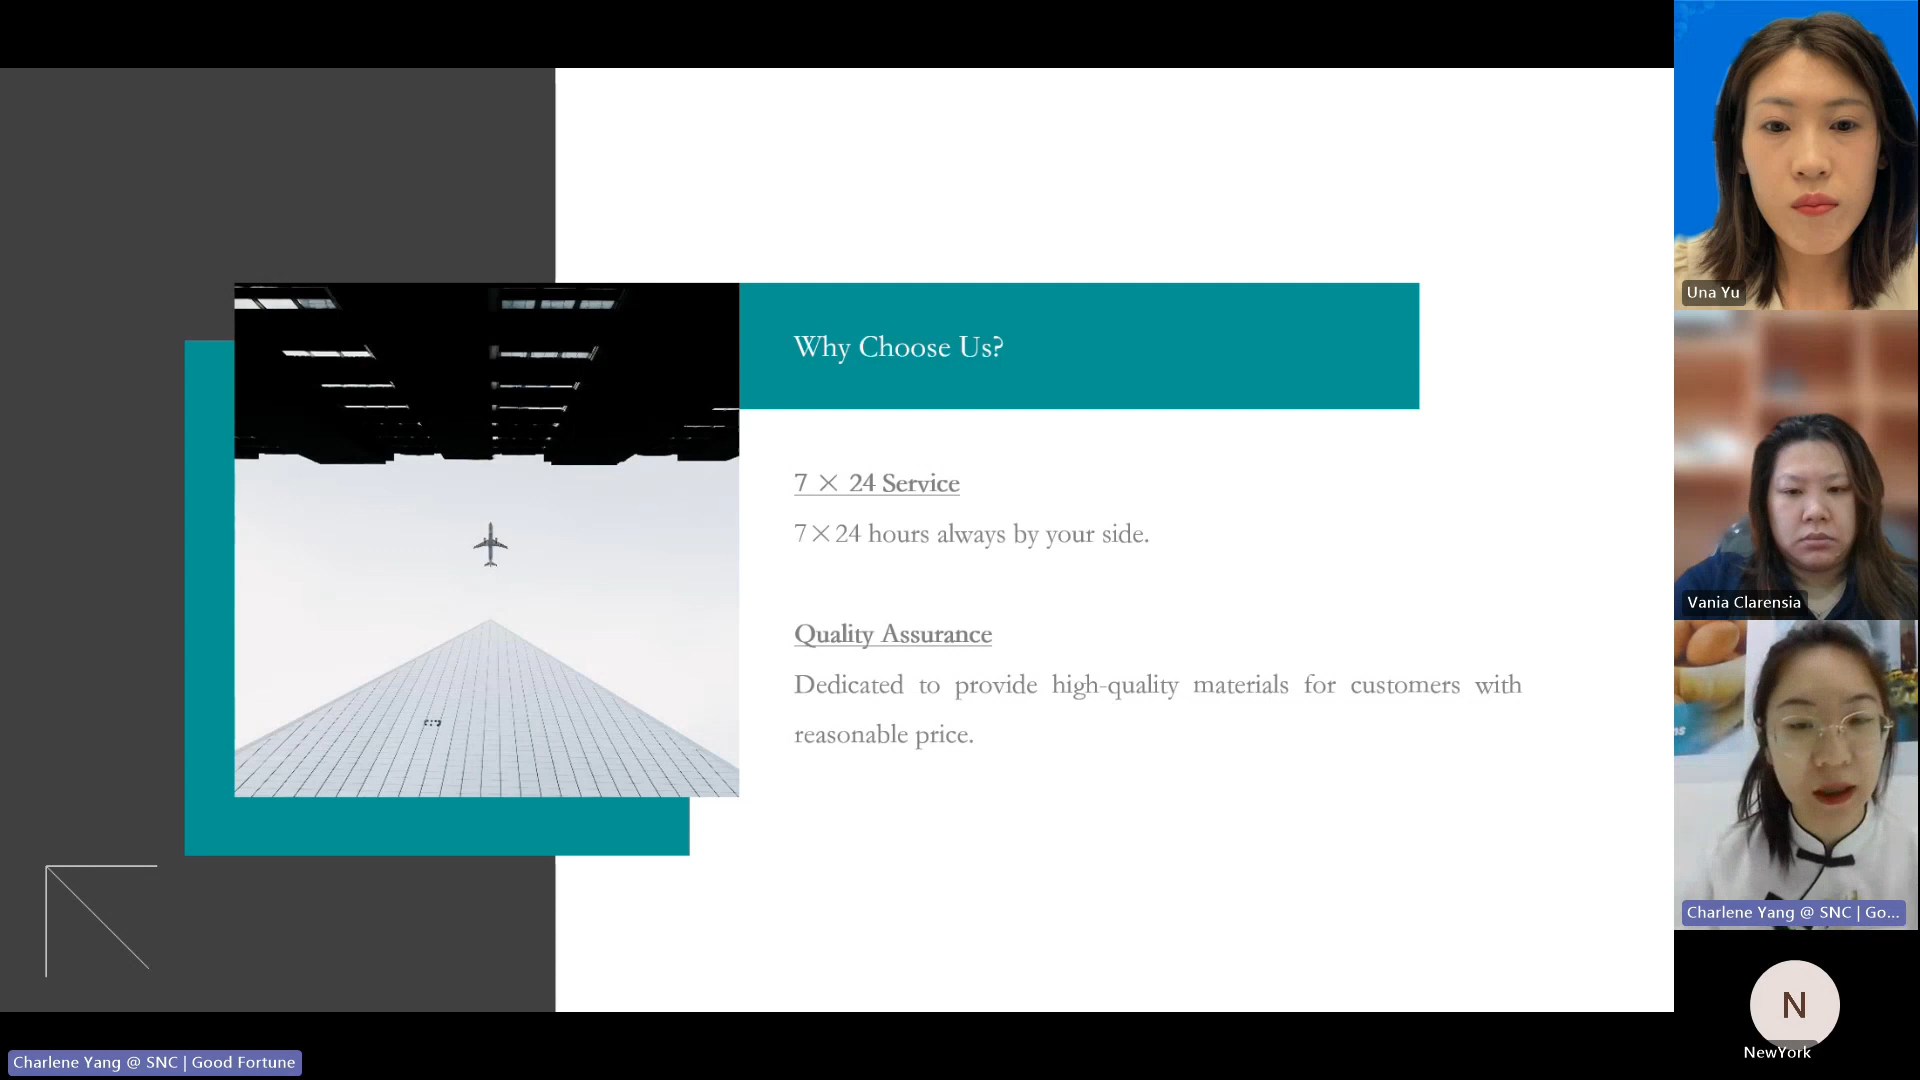 Why Choose Us?
7 × 24 Service
7×24 hours always by your side.
Quality Assurance
Dedicated to provide high-quality materials for customers with
reasonable price.
Una Yu
Vania Clarensia
Charlene Yang @ SNC | Go...
N
NewYork
Charlene Yang @ SNC | Good Fortune